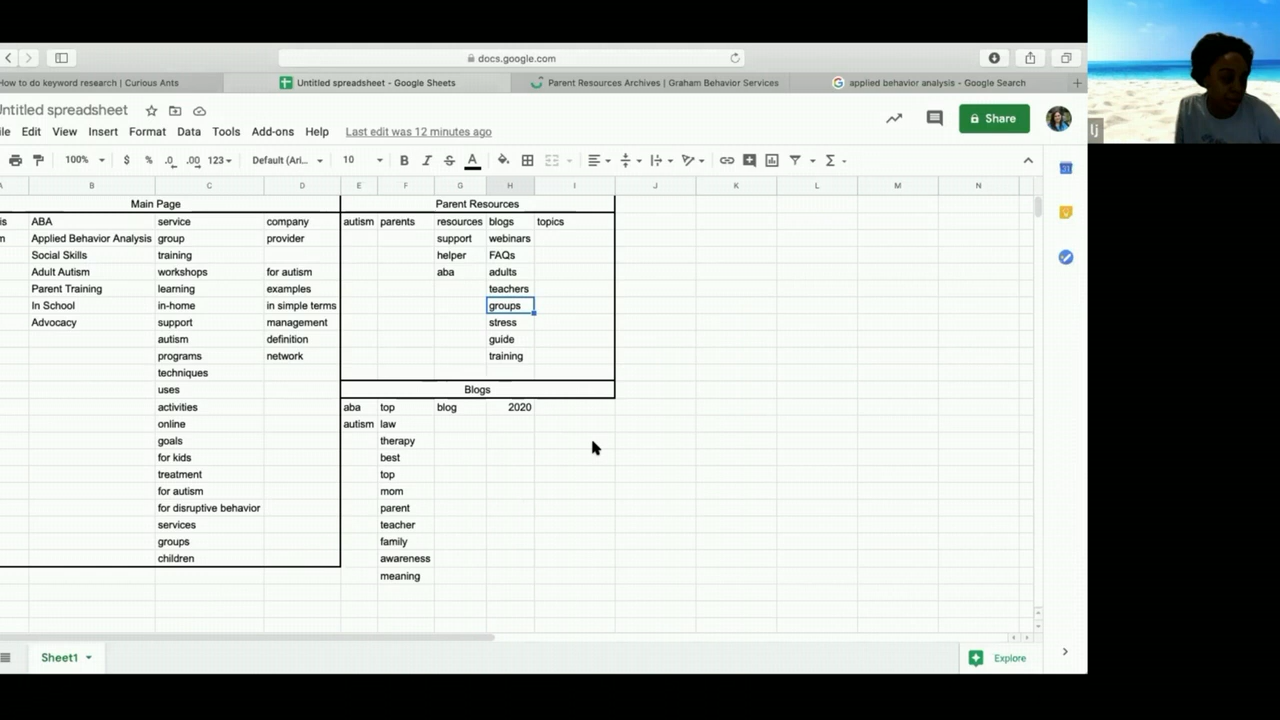 docs.google.com
How to do keyword research | Curious Ants
Untitled spreadsheet - Google Sheets
Parent Resources Archives | Graham Behavior Services
applied behavior analysis - Google Search
ntitled spreadsheet
le Edit View Insert Format Data Tools Add-ons Help Last edit was 12 minutes ago
Share
lj
100% $ % .0 .00 123 Default (Ari... 10 B I S A
B C D E F G H I J K L M N
Main Page Parent Resources
is ABA service company autism parents resources blogs topics
m Applied Behavior Analysis group provider support webinars
Social Skills training helper FAQs
Adult Autism workshops for autism aba adults
Parent Training learning examples teachers
In School in-home in simple terms groups
Advocacy support management stress
autism definition guide
programs network training
techniques
uses Blogs
activities aba top blog 2020
online autism law
goals therapy
for kids best
treatment top
for autism mom
for disruptive behavior parent
services teacher
groups family
children awareness
meaning
Sheet1
Explore